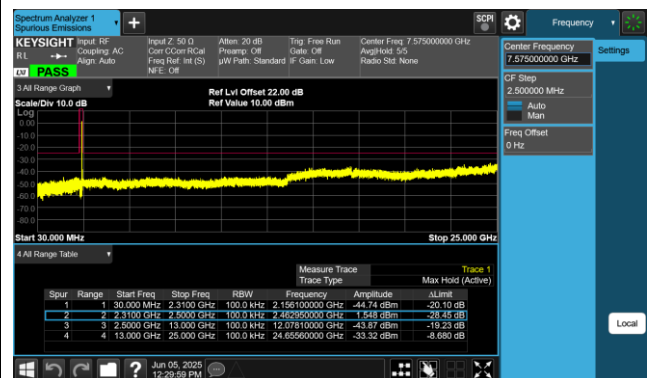 Spectrum Analyzer 1
Spurious Emissions
SCPI
Frequency
KEYSIGHT
Input: RF
Input Z: 50 Ω
Atten: 20 dB
Trig: Free Run
Center Freq: 7.575000000 GHz
RL
Coupling: AC
Corr CCorr RCal
Preamp: Off
Gate: Off
Avg|Hold: 5/5
Align: Auto
Freq Ref: Int (S)
µW Path: Standard
IF Gain: Low
Radio Std: None
LXI
PASS
NFE: Off
Center Frequency
7.575000000 GHz
Settings
CF Step
2.500000 MHz
Auto
Man
Freq Offset
0 Hz
Local
3 All Range Graph
Ref Lvl Offset 22.00 dB
Scale/Div 10.0 dB
Ref Value 10.00 dBm
Log
0.00
-10.0
-20.0
-30.0
-40.0
-50.0
-60.0
-70.0
-80.0
Start 30.000 MHz
Stop 25.000 GHz
4 All Range Table
Measure Trace
Trace 1
Trace Type
Max Hold (Active)
Spur Range Start Freq Stop Freq RBW Frequency Amplitude ΔLimit
1 1 30.000 MHz 2.3100 GHz 100.0 kHz 2.156100000 GHz -44.74 dBm -20.10 dB
2 2 2.3100 GHz 2.5000 GHz 100.0 kHz 2.462950000 GHz 1.548 dBm -28.45 dB
3 3 2.5000 GHz 13.000 GHz 100.0 kHz 12.07810000 GHz -43.87 dBm -19.23 dB
4 4 13.000 GHz 25.000 GHz 100.0 kHz 24.65560000 GHz -33.32 dBm -8.680 dB
Jun 05, 2025
12:29:59 PM